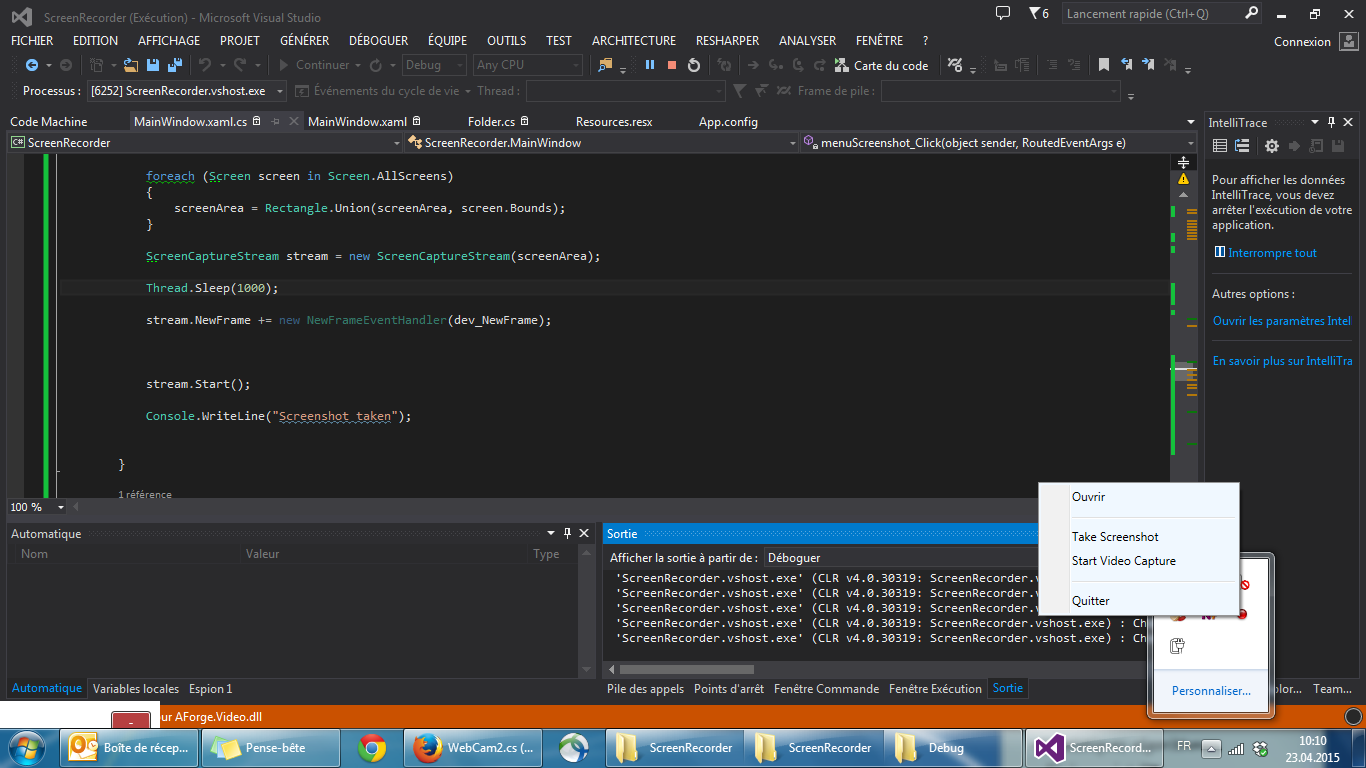 ScreenRecorder (Exécution) - Microsoft Visual Studio
6
Lancement rapide (Ctrl+Q)
FICHIER EDITION AFFICHAGE PROJET GÉNÉRER DÉBOGUER ÉQUIPE OUTILS TEST ARCHITECTURE RESHARPER ANALYSER FENÊTRE ?
Connexion
Continuer Debug Any CPU Carte du code
Processus : [6252] ScreenRecorder.vshost.exe Événements du cycle de vie Thread : Frame de pile :
Code Machine MainWindow.xaml.cs MainWindow.xaml Folder.cs Resources.resx App.config
C# ScreenRecorder ScreenRecorder.MainWindow menuScreenshot_Click(object sender, RoutedEventArgs e)
foreach (Screen screen in Screen.AllScreens)
{
screenArea = Rectangle.Union(screenArea, screen.Bounds);
}
ScreenCaptureStream stream = new ScreenCaptureStream(screenArea);
Thread.Sleep(1000);
stream.NewFrame += new NewFrameEventHandler(dev_NewFrame);
stream.Start();
Console.WriteLine("Screenshot taken");
}
1 référence
100 %
IntelliTrace
Pour afficher les données
IntelliTrace, vous devez
arrêter l'exécution de votre
application.
Interrompre tout
Autres options :
Ouvrir les paramètres Intel
En savoir plus sur IntelliTra
Automatique
Nom Valeur Type
Automatique Variables locales Espion 1
Sortie
Afficher la sortie à partir de : Déboguer
'ScreenRecorder.vshost.exe' (CLR v4.0.30319: ScreenRecorder.
'ScreenRecorder.vshost.exe' (CLR v4.0.30319: ScreenRecorder.
'ScreenRecorder.vshost.exe' (CLR v4.0.30319: ScreenRecorder.
'ScreenRecorder.vshost.exe' (CLR v4.0.30319: ScreenRecorder.vshost.exe) : Ch
'ScreenRecorder.vshost.exe' (CLR v4.0.30319: ScreenRecorder.vshost.exe) : Ch
Pile des appels Points d'arrêt Fenêtre Commande Fenêtre Exécution Sortie
Ouvrir
Take Screenshot
Start Video Capture
Quitter
Personnaliser...
olor... Team...
ur AForge.Video.dll
Boîte de récep... Pense-bête WebCam2.cs (... ScreenRecorder ScreenRecorder Debug ScreenRecord... FR
10:10
23.04.2015